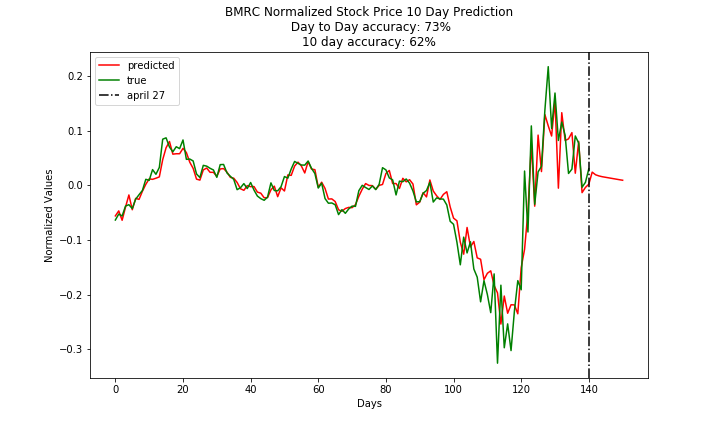 BMRC Normalized Stock Price 10 Day Prediction
Day to Day accuracy: 73%
10 day accuracy: 62%
predicted
true
april 27
Normalized Values
0.2
0.1
0.0
−0.1
−0.2
−0.3
0 20 40 60 80 100 120 140
Days